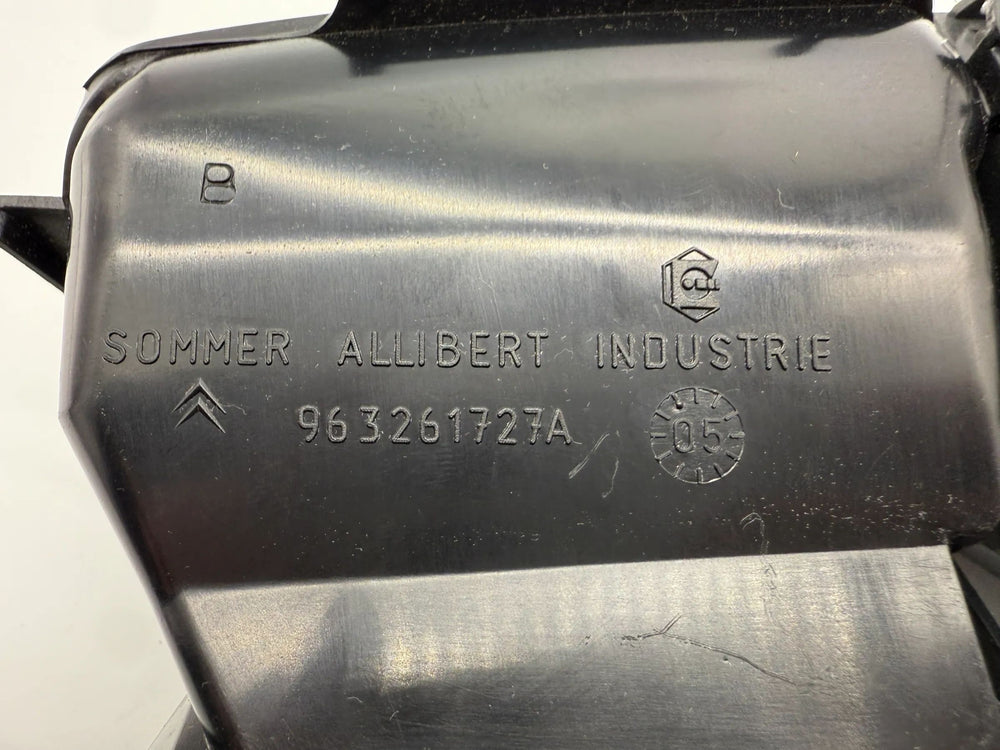 B
SOMMER ALLIBERT INDUSTRIE
963261727A
05